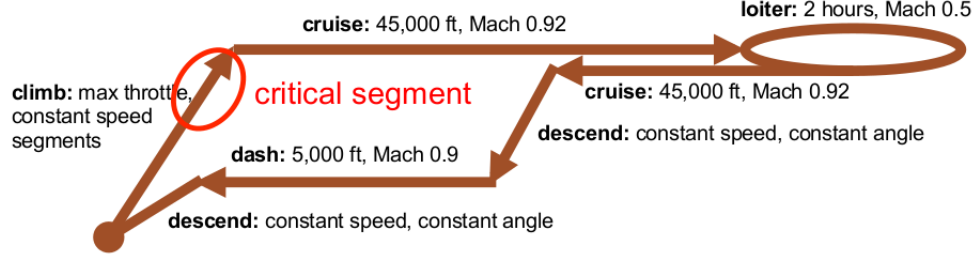 cruise: 45,000 ft, Mach 0.92
loiter: 2 hours, Mach 0.5
climb: max throttle,
constant speed
segments
critical segment
cruise: 45,000 ft, Mach 0.92
descend: constant speed, constant angle
dash: 5,000 ft, Mach 0.9
descend: constant speed, constant angle